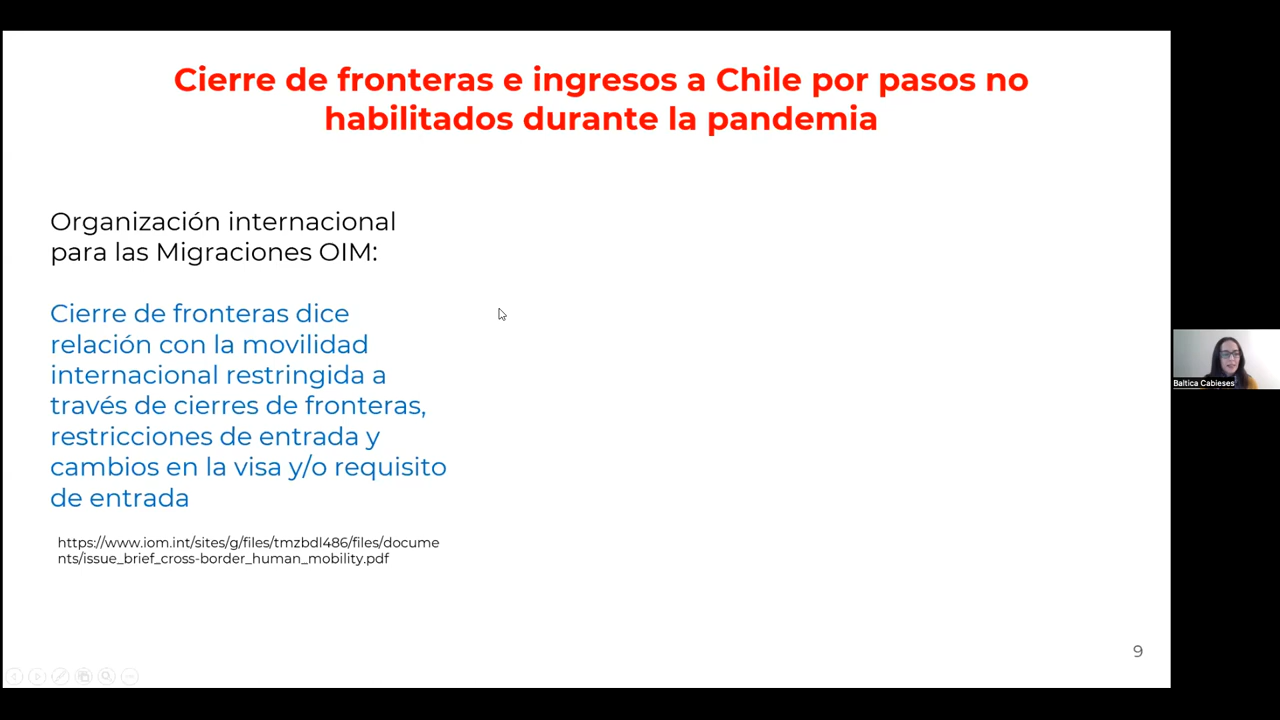 Cierre de fronteras e ingresos a Chile por pasos no
habilitados durante la pandemia
Organización internacional
para las Migraciones OIM:
Cierre de fronteras dice
relación con la movilidad
internacional restringida a
través de cierres de fronteras,
restricciones de entrada y
cambios en la visa y/o requisito
de entrada
https://www.iom.int/sites/g/files/tmzbdl486/files/docume
nts/issue_brief_cross-border_human_mobility.pdf
9
Baltica Cabieses